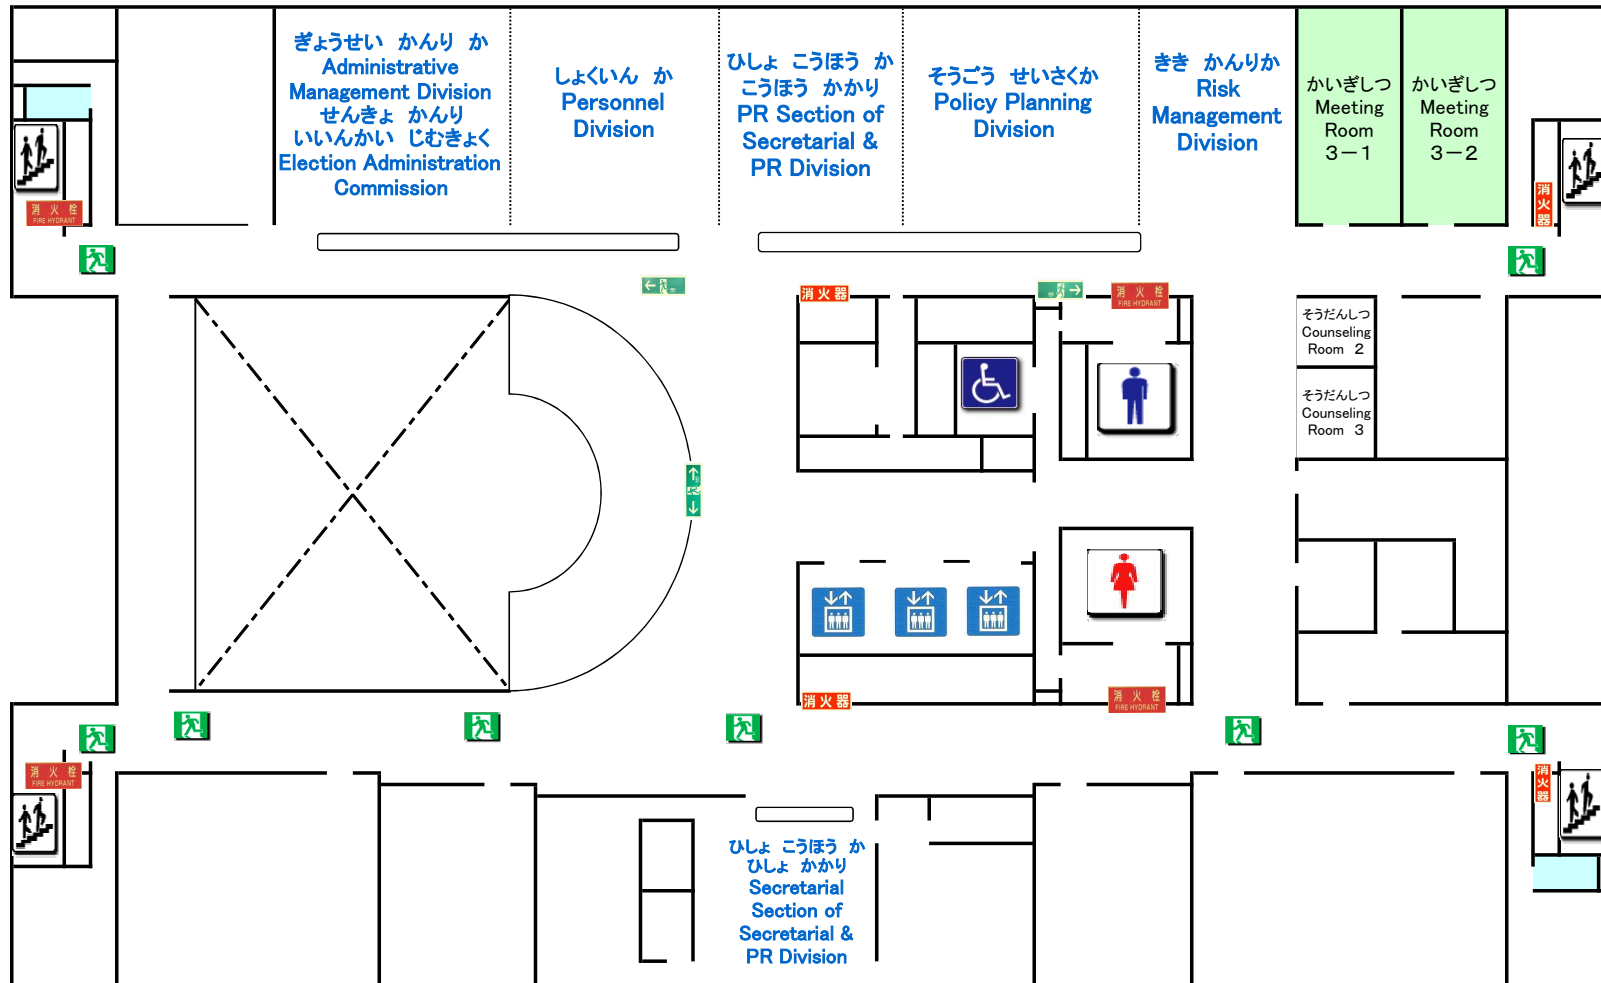 ぎょうせい かんり か
Administrative
Management Division
せんきょ かんり
いいんかい じむきょく
Election Administration
Commission
しょくいん か
Personnel
Division
ひしょ こうほう か
こうほう かかり
PR Section of
Secretarial &
PR Division
そうごう せいさくか
Policy Planning
Division
きき かんりか
Risk
Management
Division
かいぎしつ
Meeting
Room
3－1
かいぎしつ
Meeting
Room
3－2
消火栓
FIRE HYDRANT
消火器
消火器
消火栓
FIRE HYDRANT
そうだんしつ
Counseling
Room 2
そうだんしつ
Counseling
Room 3
消火器
消火栓
FIRE HYDRANT
消火栓
FIRE HYDRANT
消火器
ひしょ こうほう か
ひしょ かかり
Secretarial
Section of
Secretarial &
PR Division